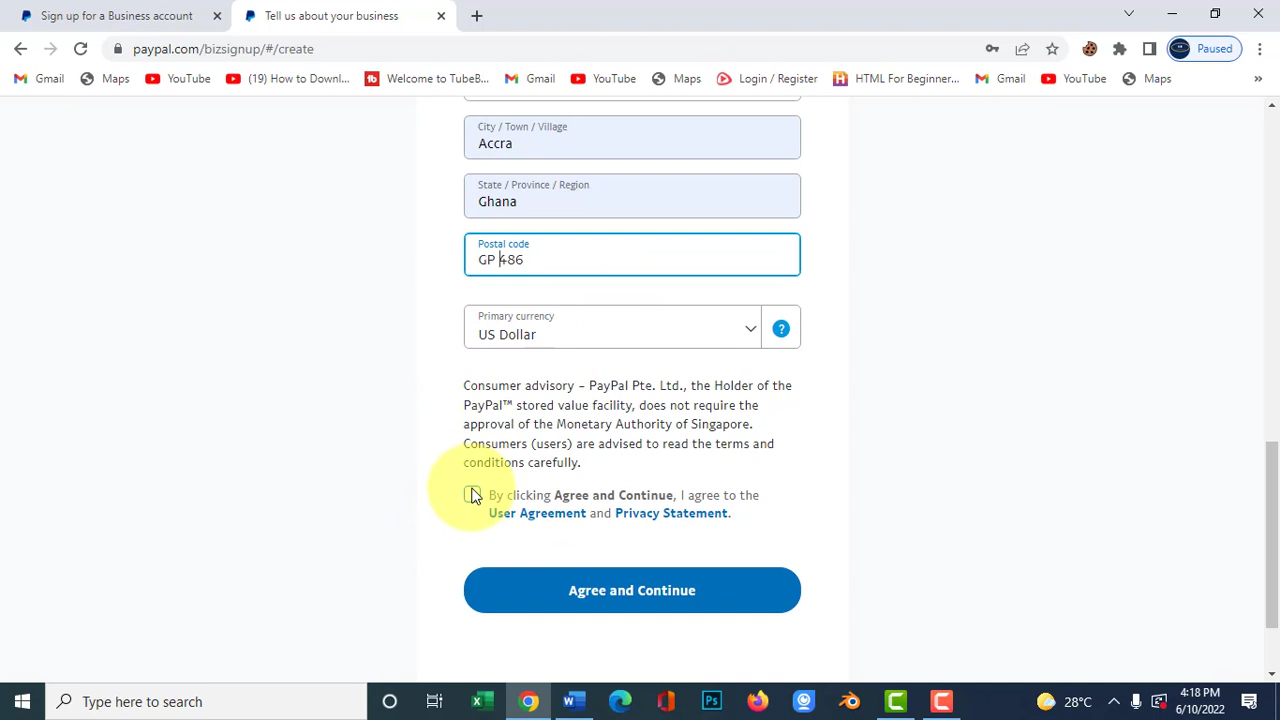 Sign up for a Business account
Tell us about your business
paypal.com/bizsignup/#/create
Paused
Gmail
Maps
YouTube
(19) How to Downl...
Welcome to TubeB...
Gmail
YouTube
Maps
Login / Register
HTML For Beginner...
Gmail
YouTube
Maps
»
City / Town / Village
Accra
State / Province / Region
Ghana
Postal code
GP 486
Primary currency
US Dollar
?
Consumer advisory – PayPal Pte. Ltd., the Holder of the
PayPal™ stored value facility, does not require the
approval of the Monetary Authority of Singapore.
Consumers (users) are advised to read the terms and
conditions carefully.
By clicking Agree and Continue, I agree to the
User Agreement and Privacy Statement.
Agree and Continue
Type here to search
28°C
4:18 PM
6/10/2022